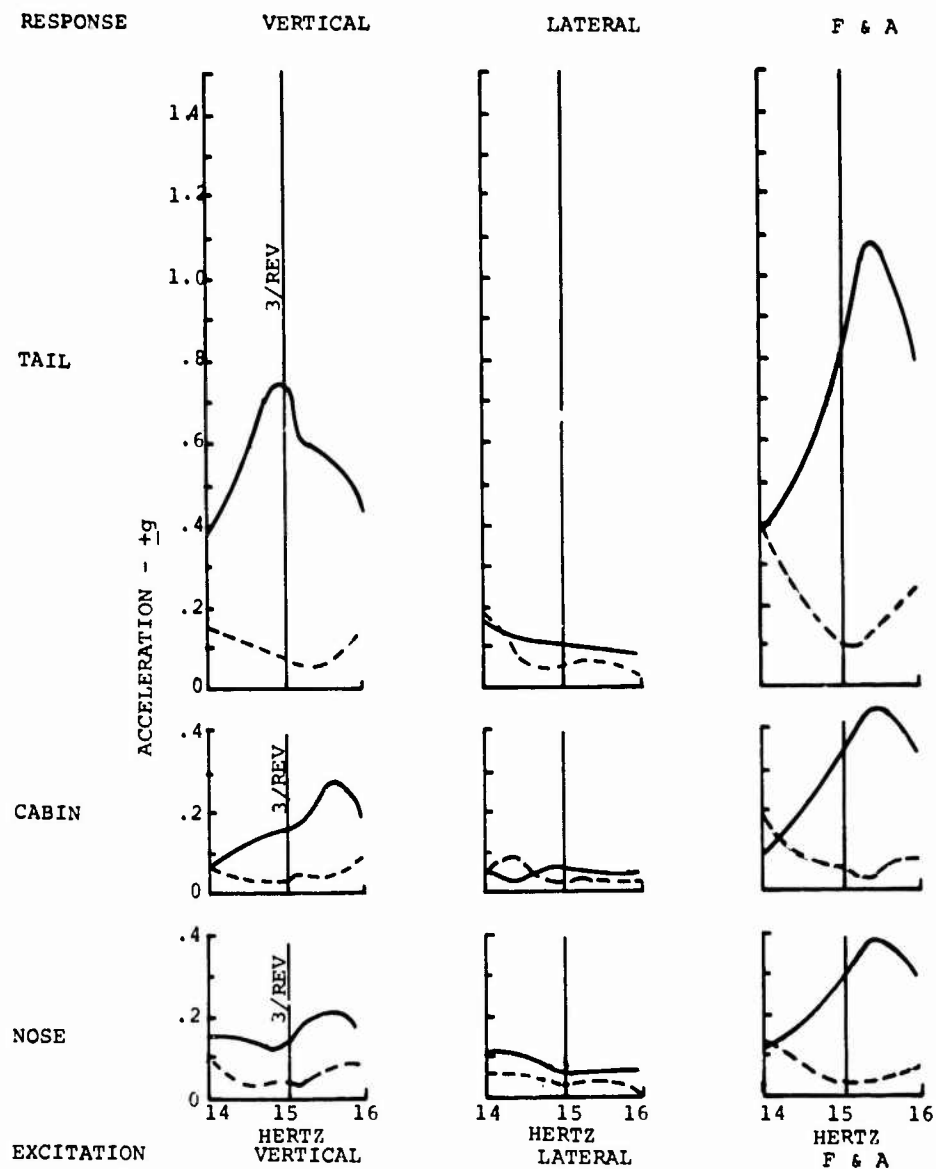 RESPONSE VERTICAL LATERAL F & A
1.4
1.2
1.0
.8
.6
.4
.2
0
3/REV
TAIL
ACCELERATION - ±g
.4
.2
0
3/REV
CABIN
.4
.2
0
3/REV
NOSE
14 15 16 14 15 16 14 15 16
HERTZ HERTZ HERTZ
EXCITATION VERTICAL LATERAL F & A